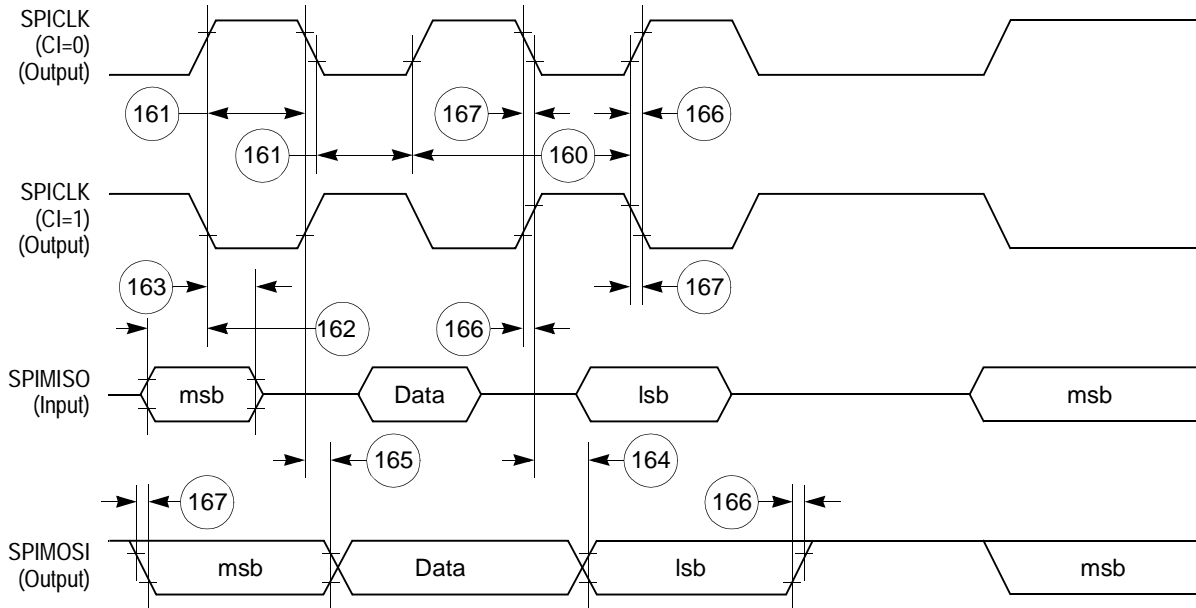 SPICLK
(CI=0)
(Output)
161
167
166
161
160
SPICLK
(CI=1)
(Output)
163
167
162
166
SPIMISO
(Input)
msb
Data
lsb
msb
165
164
167
166
SPIMOSI
(Output)
msb
Data
lsb
msb